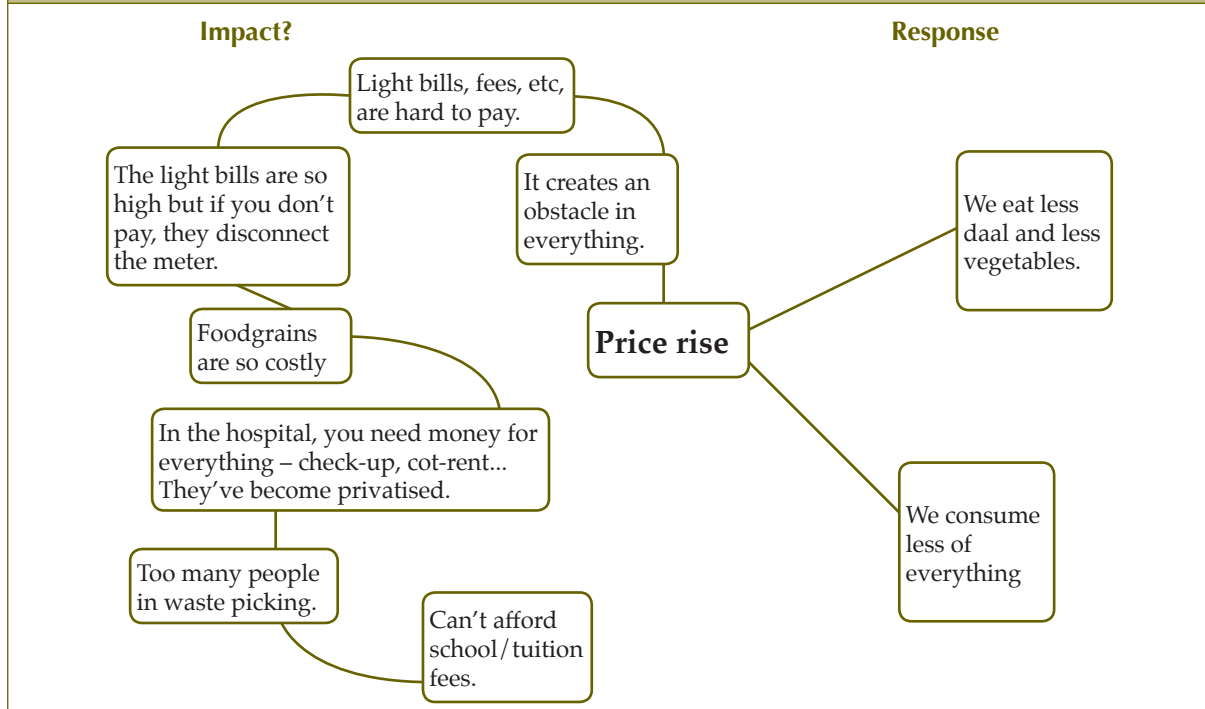 Impact?
Response
Light bills, fees, etc,
are hard to pay.
The light bills are so
high but if you don’t
pay, they disconnect
the meter.
It creates an
obstacle in
everything.
We eat less
daal and less
vegetables.
Foodgrains
are so costly
Price rise
In the hospital, you need money for
everything – check-up, cot-rent...
They’ve become privatised.
We consume
less of
everything
Too many people
in waste picking.
Can’t afford
school/tuition
fees.